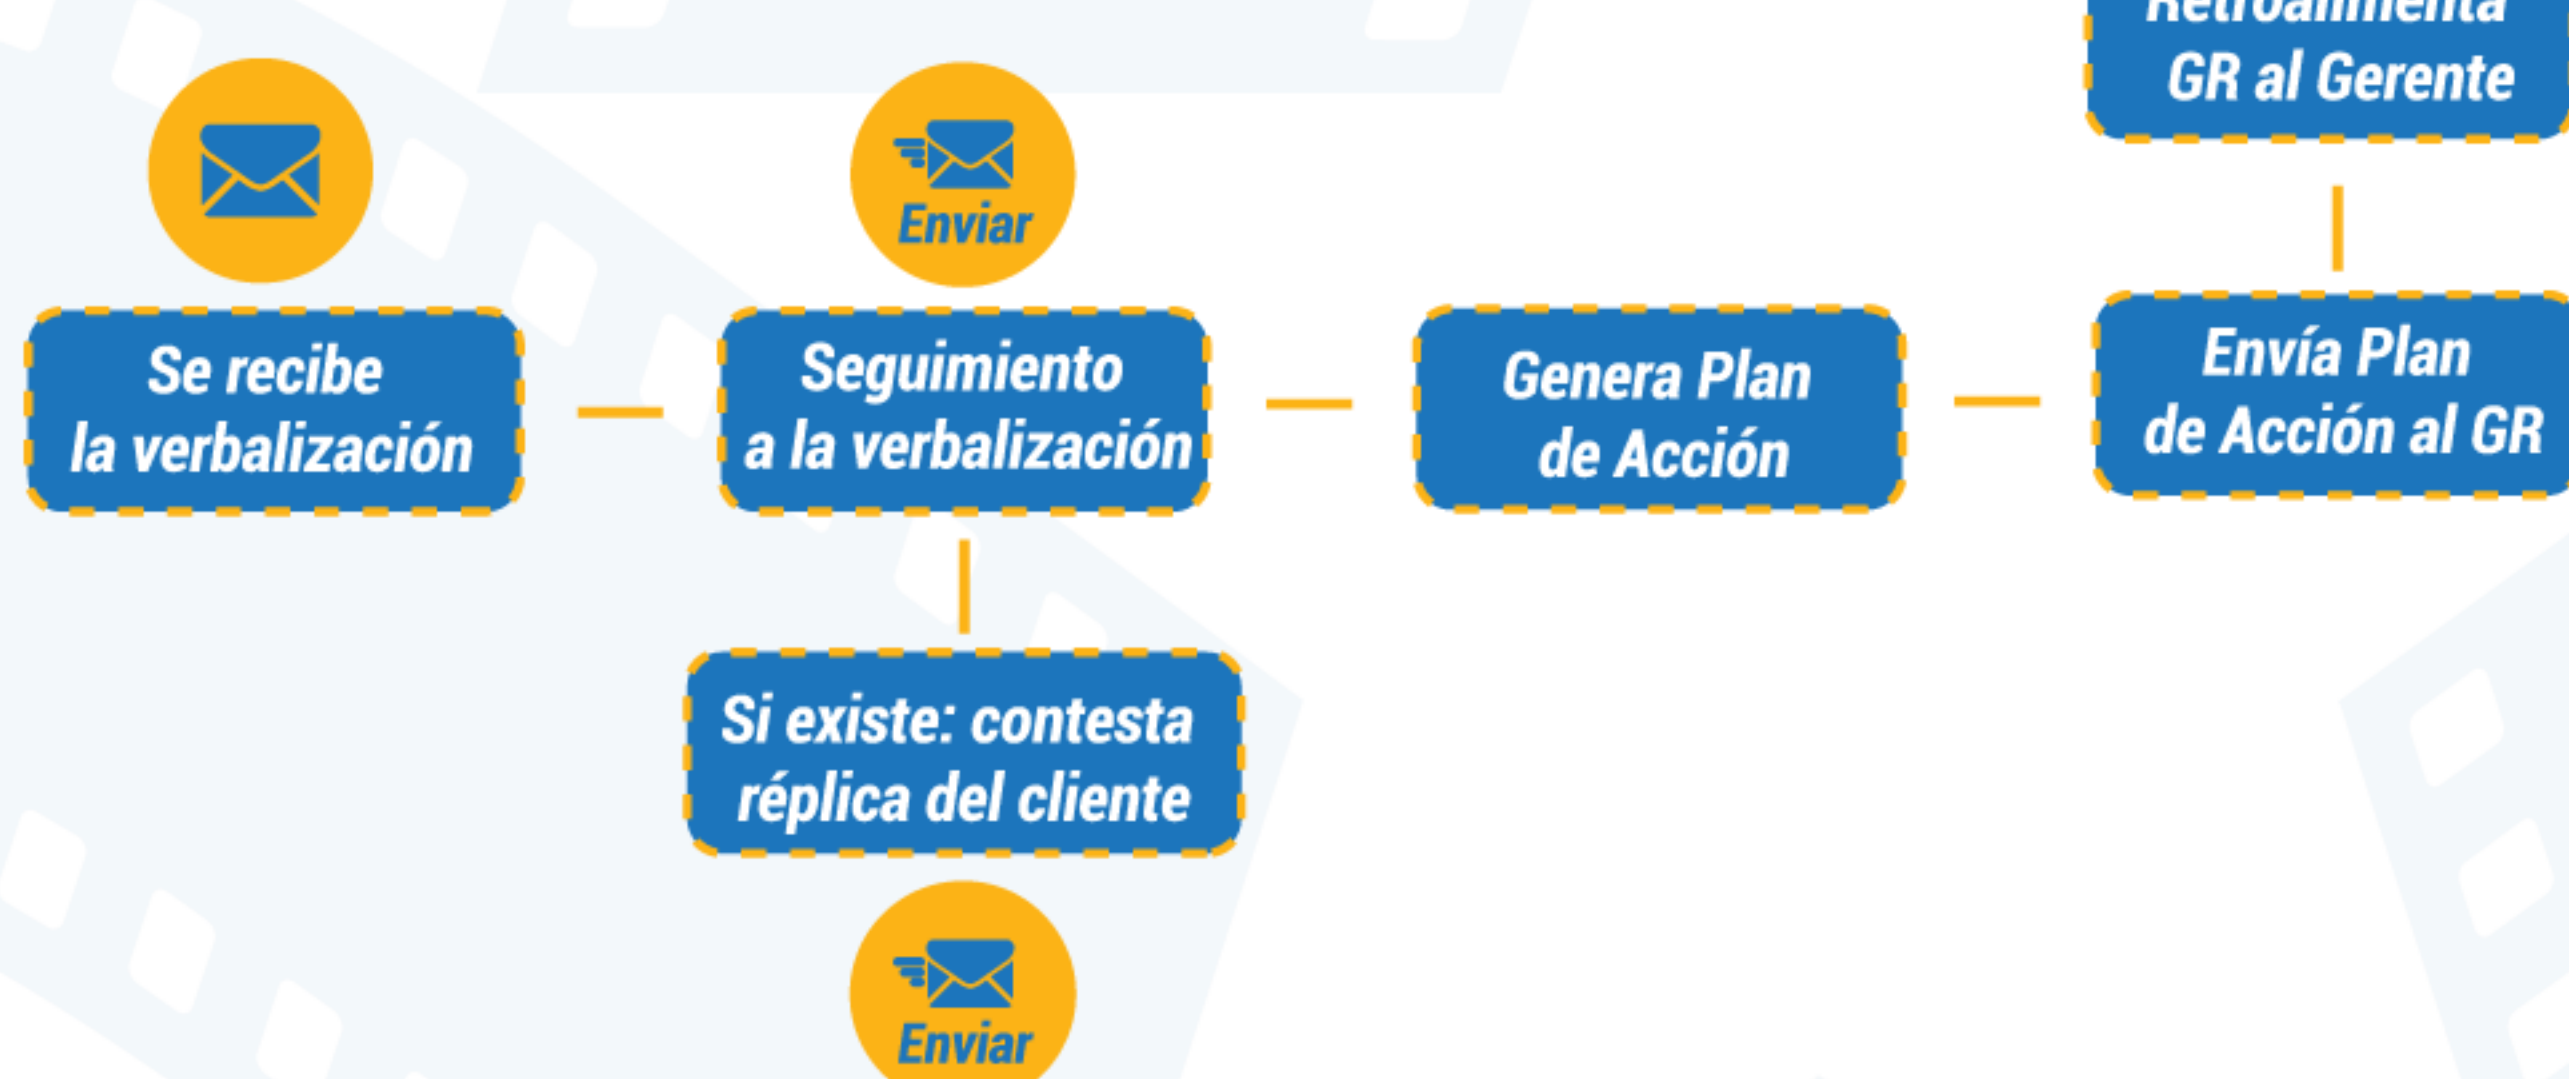 Retroalimenta
GR al Gerente
Enviar
Se recibe
la verbalización
Seguimiento
a la verbalización
Genera Plan
de Acción
Envía Plan
de Acción al GR
Si existe: contesta
réplica del cliente
Enviar